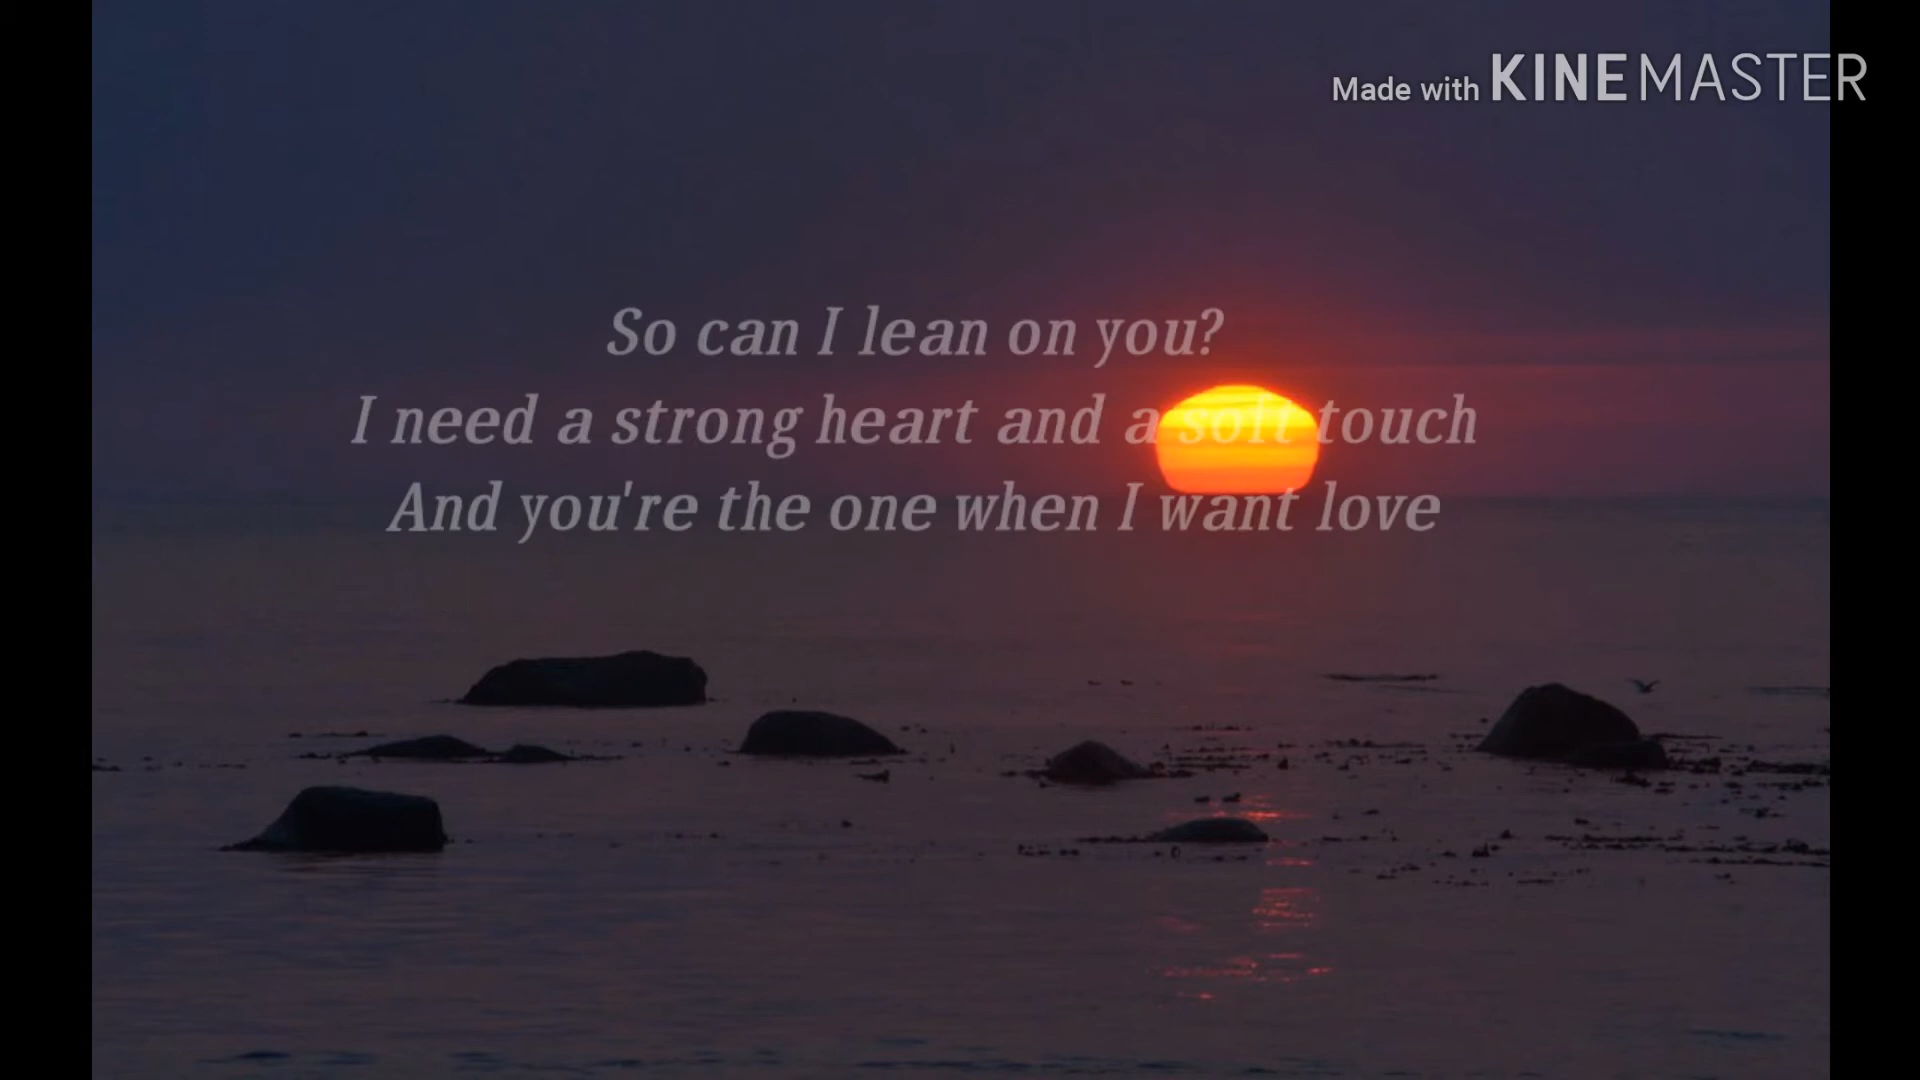 Made with KINEMASTER
So can I lean on you?
I need a strong heart and a soft touch
And you're the one when I want love